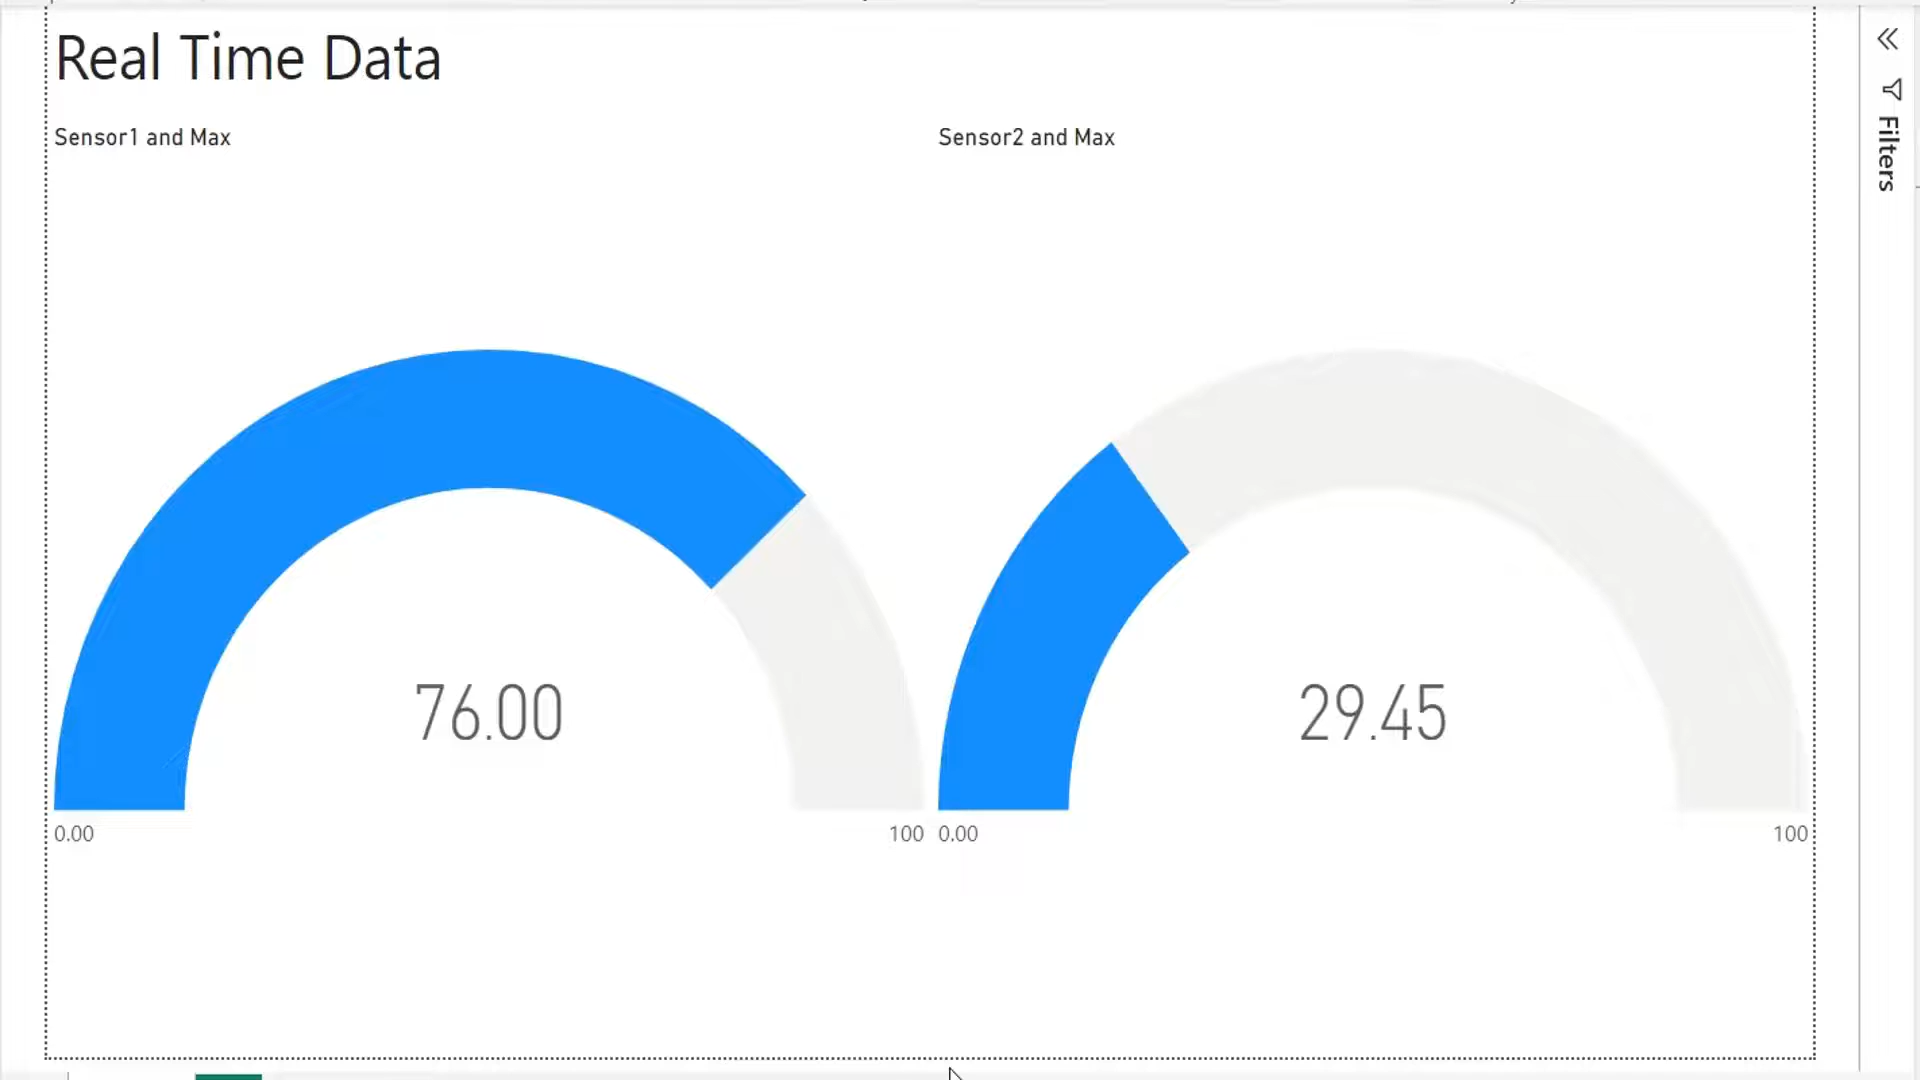 Real Time Data
Sensor1 and Max
Sensor2 and Max
Filters
76.00
29.45
0.00
100
0.00
100